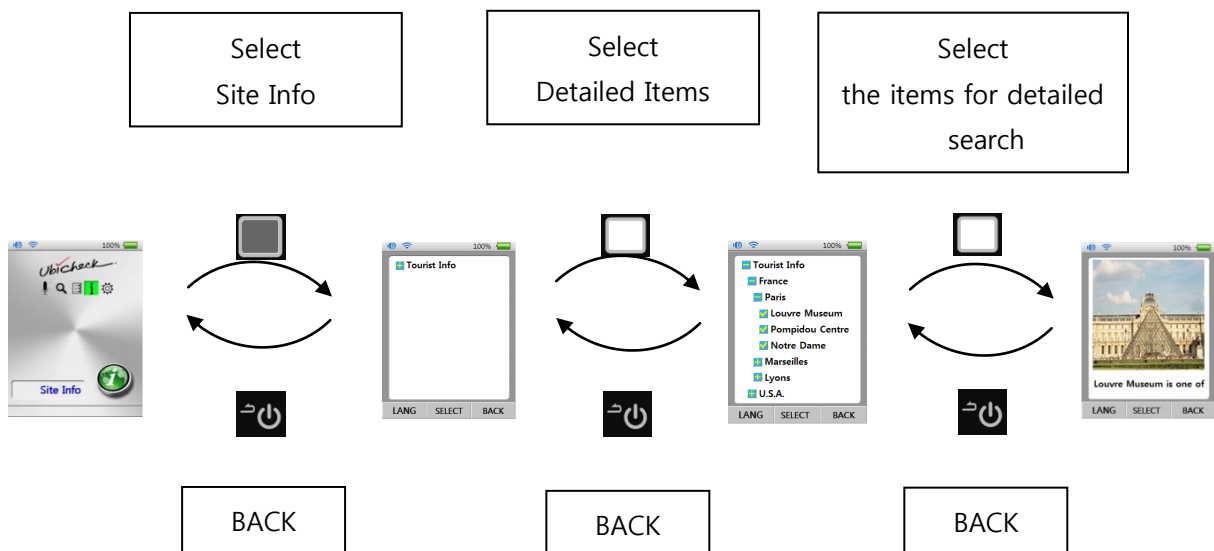 Select
Site Info
Select
Detailed Items
Select
the items for detailed
search
100%
Ubicheck
i
Site Info
100%
Tourist Info
LANG SELECT BACK
100%
Tourist Info
France
Paris
Louvre Museum
Pompidou Centre
Notre Dame
Marseilles
Lyons
U.S.A.
LANG SELECT BACK
100%
Louvre Museum is one of
LANG SELECT BACK
BACK
BACK
BACK